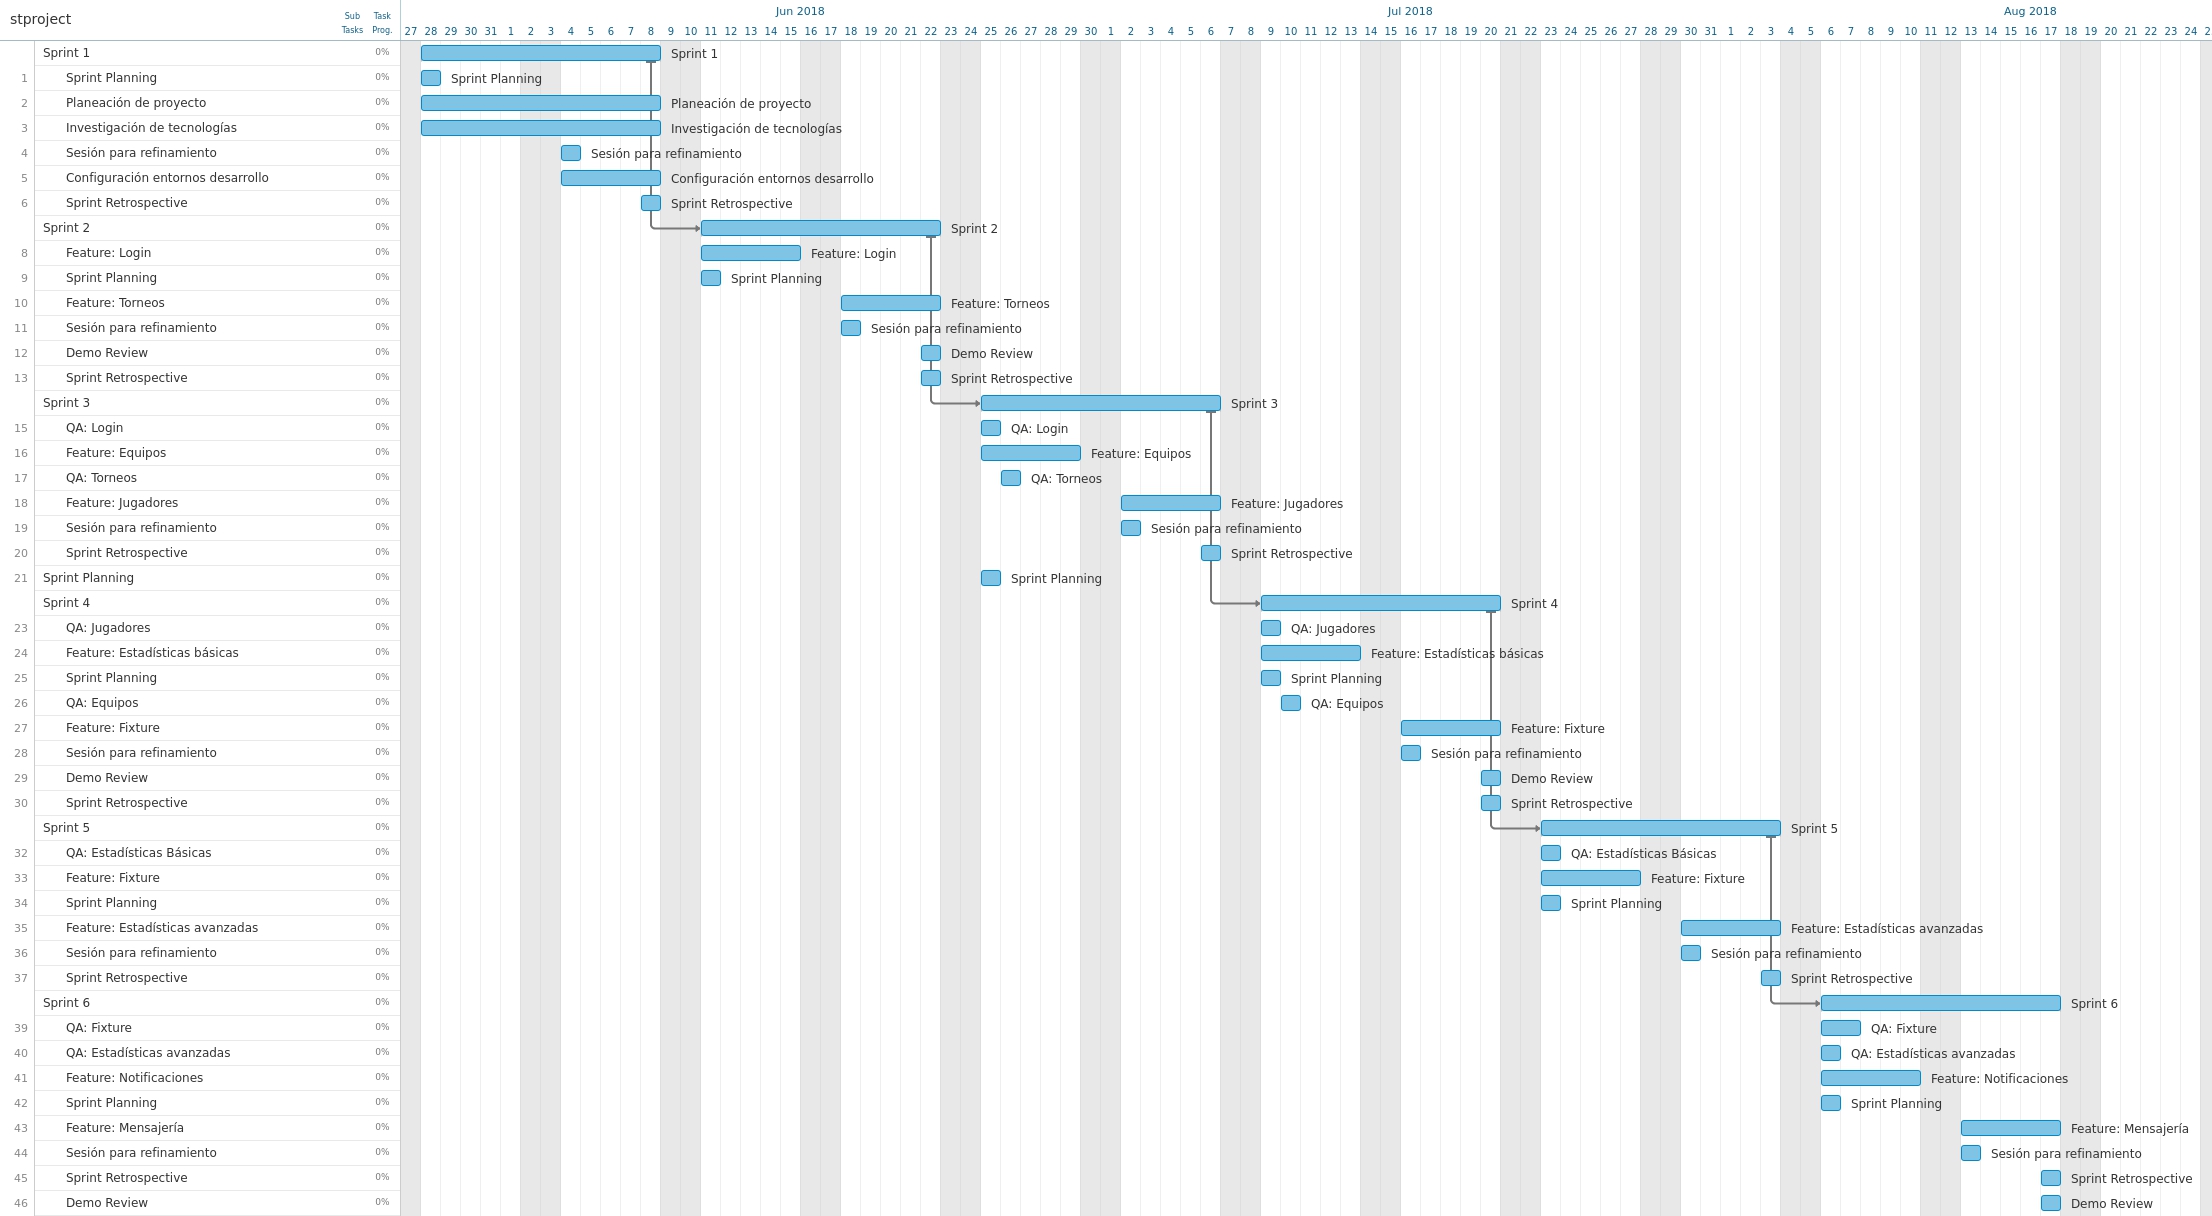 Jun 2018 Jul 2018 Aug 2018
stproject Sub Tasks Task Prog.
27 28 29 30 31 1 2 3 4 5 6 7 8 9 10 11 12 13 14 15 16 17 18 19 20 21 22 23 24 25 26 27 28 29 30 1 2 3 4 5 6 7 8 9 10 11 12 13 14 15 16 17 18 19 20 21 22 23 24 25 26 27 28 29 30 31 1 2 3 4 5 6 7 8 9 10 11 12 13 14 15 16 17 18 19 20 21 22 23 24 2
Sprint 1 0% Sprint 1
1 Sprint Planning 0% Sprint Planning
2 Planeación de proyecto 0% Planeación de proyecto
3 Investigación de tecnologías 0% Investigación de tecnologías
4 Sesión para refinamiento 0% Sesión para refinamiento
5 Configuración entornos desarrollo 0% Configuración entornos desarrollo
6 Sprint Retrospective 0% Sprint Retrospective
Sprint 2 0% Sprint 2
8 Feature: Login 0% Feature: Login
9 Sprint Planning 0% Sprint Planning
10 Feature: Torneos 0% Feature: Torneos
11 Sesión para refinamiento 0% Sesión para refinamiento
12 Demo Review 0% Demo Review
13 Sprint Retrospective 0% Sprint Retrospective
Sprint 3 0% Sprint 3
15 QA: Login 0% QA: Login
16 Feature: Equipos 0% Feature: Equipos
17 QA: Torneos 0% QA: Torneos
18 Feature: Jugadores 0% Feature: Jugadores
19 Sesión para refinamiento 0% Sesión para refinamiento
20 Sprint Retrospective 0% Sprint Retrospective
21 Sprint Planning 0% Sprint Planning
Sprint 4 0% Sprint 4
23 QA: Jugadores 0% QA: Jugadores
24 Feature: Estadísticas básicas 0% Feature: Estadísticas básicas
25 Sprint Planning 0% Sprint Planning
26 QA: Equipos 0% QA: Equipos
27 Feature: Fixture 0% Feature: Fixture
28 Sesión para refinamiento 0% Sesión para refinamiento
29 Demo Review 0% Demo Review
30 Sprint Retrospective 0% Sprint Retrospective
Sprint 5 0% Sprint 5
32 QA: Estadísticas Básicas 0% QA: Estadísticas Básicas
33 Feature: Fixture 0% Feature: Fixture
34 Sprint Planning 0% Sprint Planning
35 Feature: Estadísticas avanzadas 0% Feature: Estadísticas avanzadas
36 Sesión para refinamiento 0% Sesión para refinamiento
37 Sprint Retrospective 0% Sprint Retrospective
Sprint 6 0% Sprint 6
39 QA: Fixture 0% QA: Fixture
40 QA: Estadísticas avanzadas 0% QA: Estadísticas avanzadas
41 Feature: Notificaciones 0% Feature: Notificaciones
42 Sprint Planning 0% Sprint Planning
43 Feature: Mensajería 0% Feature: Mensajería
44 Sesión para refinamiento 0% Sesión para refinamiento
45 Sprint Retrospective 0% Sprint Retrospective
46 Demo Review 0% Demo Review